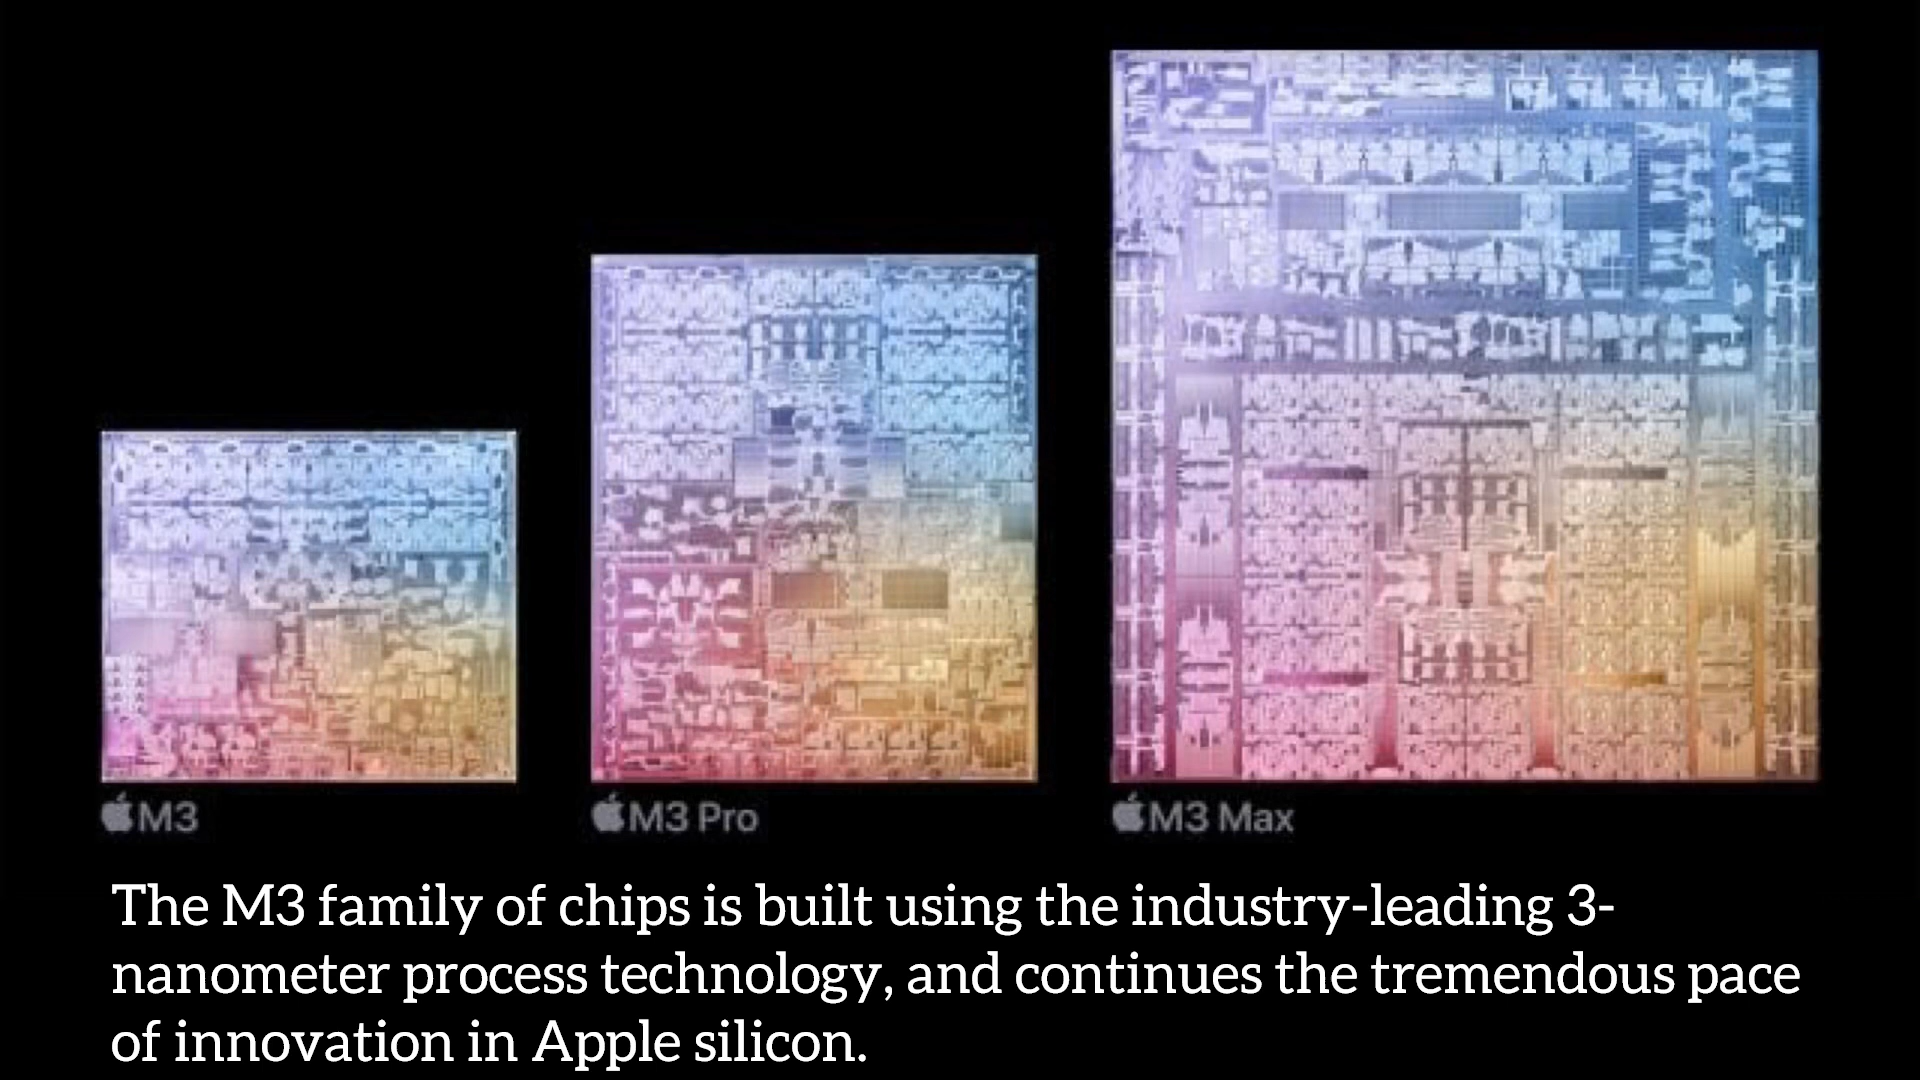 M3
M3 Pro
M3 Max
The M3 family of chips is built using the industry-leading 3-
nanometer process technology, and continues the tremendous pace
of innovation in Apple silicon.